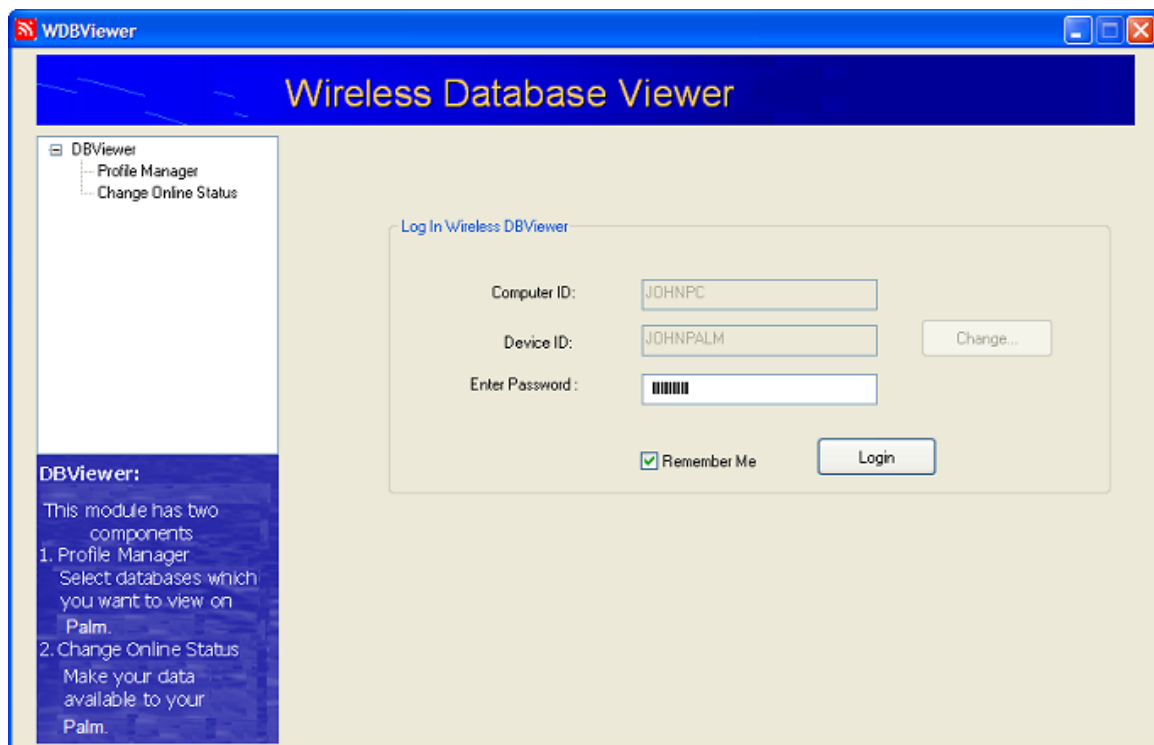 WDBViewer
Wireless Database Viewer
DBViewer
Profile Manager
Change Online Status
Log In Wireless DBViewer
Computer ID:
JOHNPC
Device ID:
JOHNPALM
Change...
Enter Password :
Remember Me
Login
DBViewer:
This module has two
components
1. Profile Manager
Select databases which
you want to view on
Palm.
2. Change Online Status
Make your data
available to your
Palm.